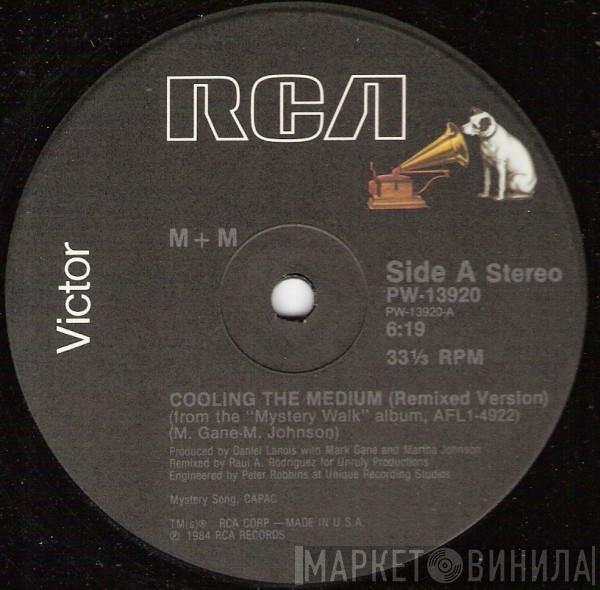 RCA
Victor
M + M
Side A Stereo
PW-13920
PW-13920-A
6:19
33⅓ RPM
COOLING THE MEDIUM (Remixed Version)
(from the "Mystery Walk" album, AFL1-4922)
(M. Gane-M. Johnson)
Produced by Daniel Lanois with Mark Gane and Martha Johnson
Remixed by Raul A. Rodriguez for Unruly Productions
Engineered by Peter Robbins at Unique Recording Studios
Mystery Song, CAPAC
TM(s)® RCA CORP — MADE IN U.S.A.
℗ 1984 RCA RECORDS
МАРКЕТ ВИНИЛА